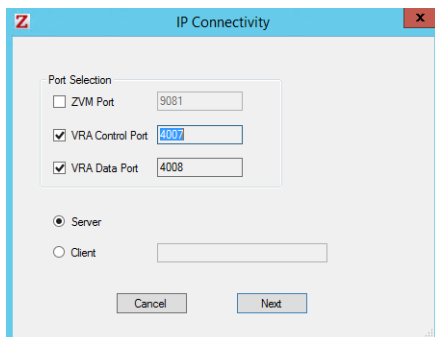 Z
IP Connectivity
x
Port Selection
ZVM Port 9081
VRA Control Port 4007
VRA Data Port 4008
Server
Client
Cancel Next